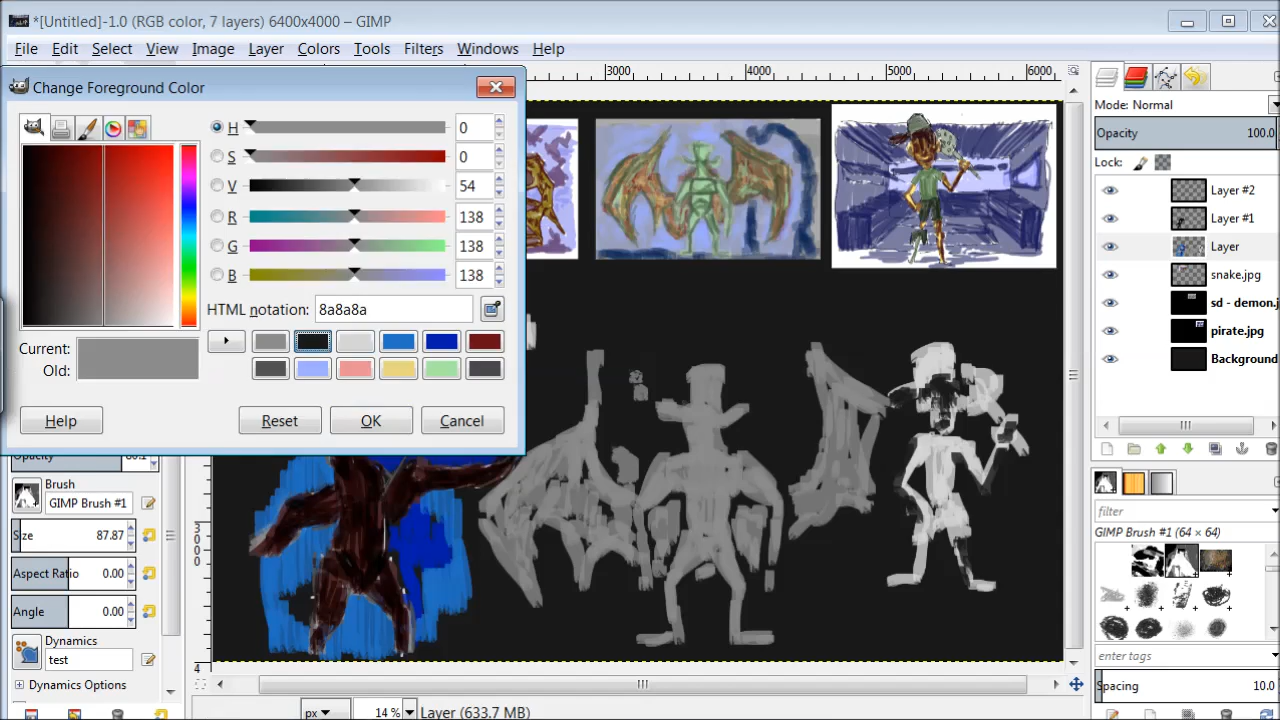 *[Untitled]-1.0 (RGB color, 7 layers) 6400x4000 – GIMP
File Edit Select View Image Layer Colors Tools Filters Windows Help
Change Foreground Color
3000 4000 5000 6000
Mode: Normal
Opacity 100.0
Lock:
H 0
S 0
V 54
R 138
G 138
B 138
HTML notation: 8a8a8a
Current:
Old:
Help Reset OK Cancel
Layer #2
Layer #1
Layer
snake.jpg
sd - demon.j
pirate.jpg
Background
Opacity
Brush
GIMP Brush #1
Size 87.87
Aspect Ratio 0.00
Angle 0.00
Dynamics
test
Dynamics Options
3000
4
filter
GIMP Brush #1 (64 × 64)
enter tags
Spacing 10.0
px 14 % Layer (633.7 MB)